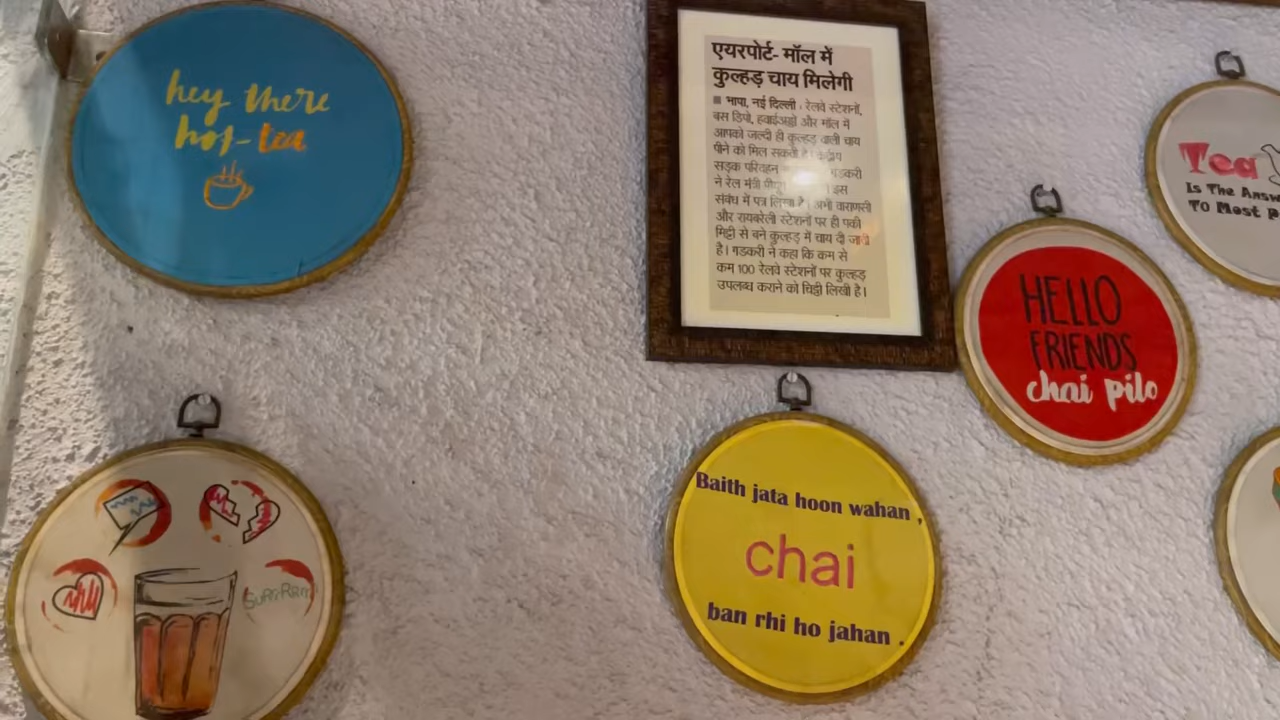 hey there
hot-tea
एयरपोर्ट- मॉल में
कुल्हड़ चाय मिलेगी
■ भाषा, नई दिल्ली : रेलवे स्टेशनों,
बस डिपो, हवाईअड्डों और मॉल में
आपको जल्दी ही कुल्हड़ वाली चाय
पीने को मिल सकती है। केंद्रीय
सड़क परिवहन गडकरी
ने रेल मंत्री इस
संबंध में पत्र लिखा है। अभी वाराणसी
और रायबरेली स्टेशनों पर ही पकी
मिट्टी से बने कुल्हड़ में चाय दी जाती
है। गडकरी ने कहा कि कम से
कम 100 रेलवे स्टेशनों पर कुल्हड़
उपलब्ध कराने को चिट्ठी लिखी है।
Tea
Is The
To Most
HELLO
FRIENDS
chai pilo
Baith jata hoon wahan ,
chai
ban rhi ho jahan .